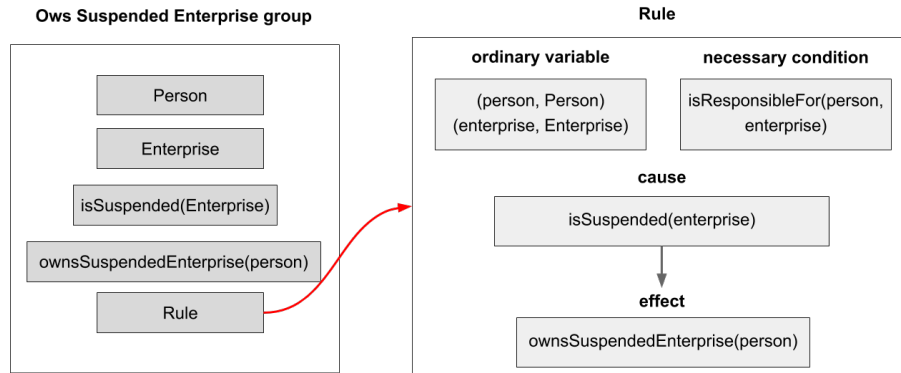 Ows Suspended Enterprise group
Person
Enterprise
isSuspended(Enterprise)
ownsSuspendedEnterprise(person)
Rule
Rule
ordinary variable
(person, Person)
(enterprise, Enterprise)
necessary condition
isResponsibleFor(person,
enterprise)
cause
isSuspended(enterprise)
effect
ownsSuspendedEnterprise(person)